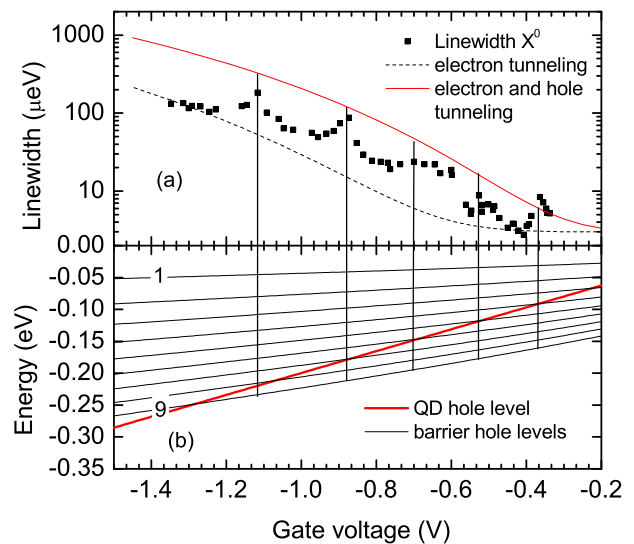 1000
100
10
0.00
Linewidth (μeV)
Linewidth X⁰
electron tunneling
electron and hole
tunneling
(a)
-0.05
-0.10
-0.15
-0.20
-0.25
-0.30
-0.35
Energy (eV)
1
9
(b)
QD hole level
barrier hole levels
-1.4 -1.2 -1.0 -0.8 -0.6 -0.4 -0.2
Gate voltage (V)